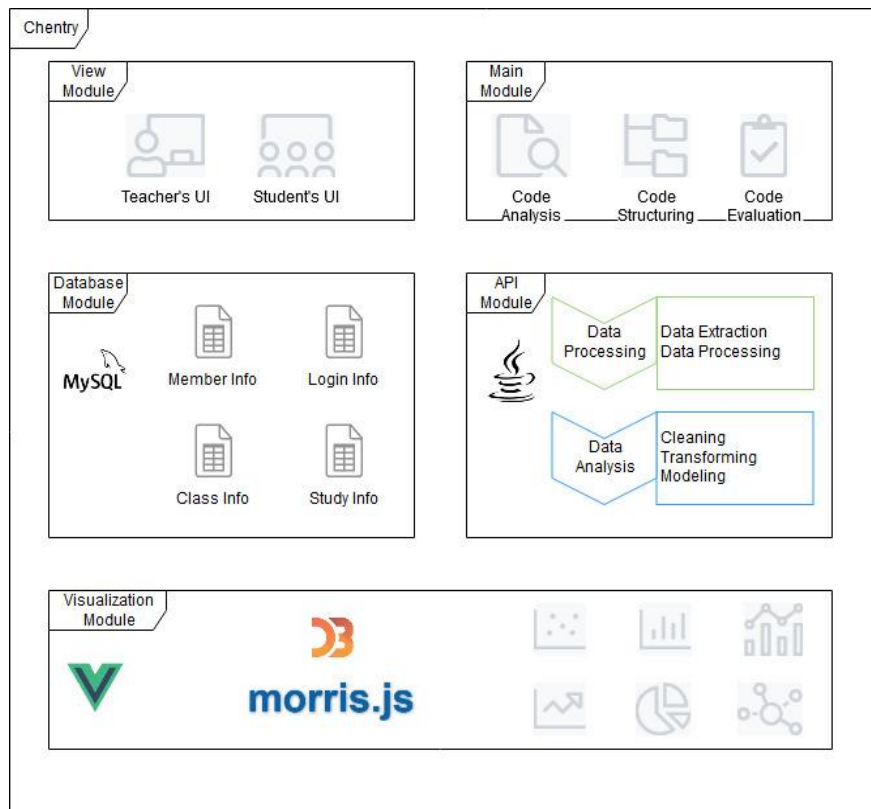 Chentry
View
Module
Teacher's UI
Student's UI
Main
Module
Code
Analysis
Code
Structuring
Code
Evaluation
Database
Module
MySQL
Member Info
Login Info
Class Info
Study Info
API
Module
Data
Processing
Data Extraction
Data Processing
Data
Analysis
Cleaning
Transforming
Modeling
Visualization
Module
D3
morris.js